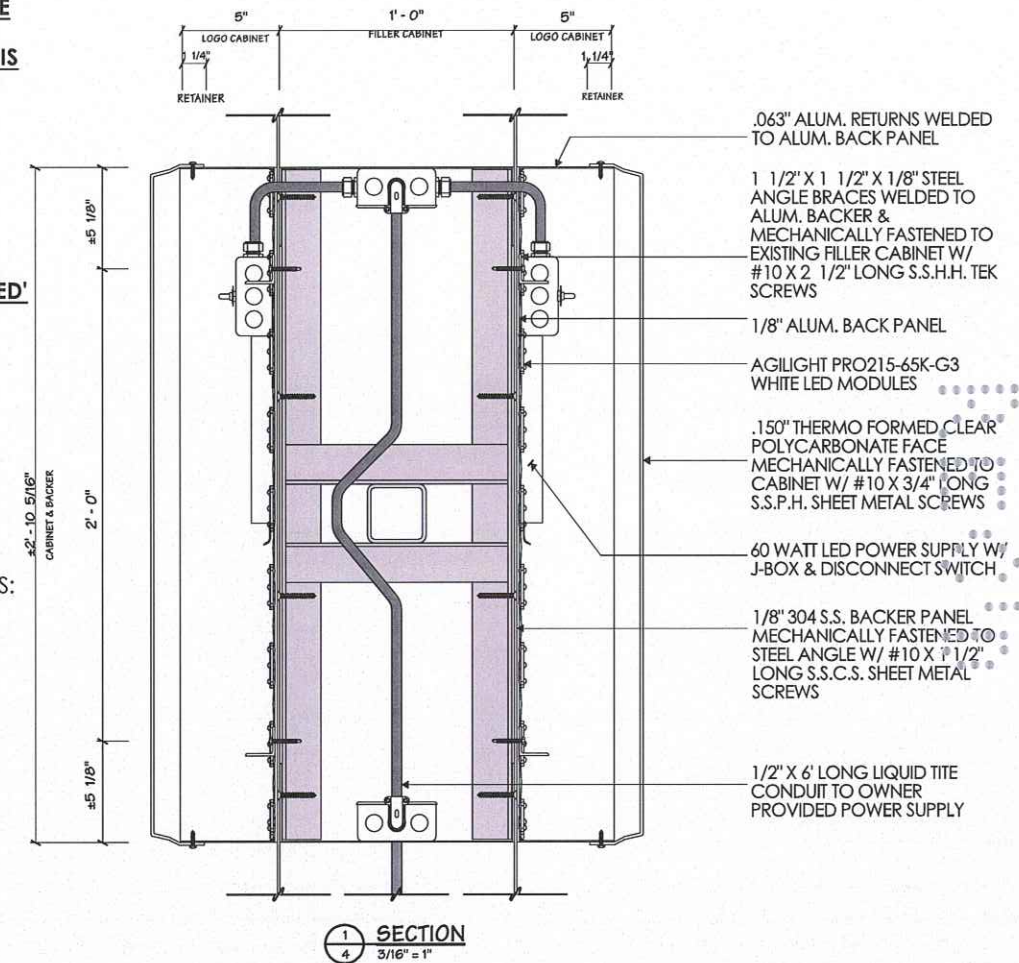 E
IS
ED'
S:
5"
LOGO CABINET
1' - 0"
FILLER CABINET
5"
LOGO CABINET
1 1/4"
RETAINER
1 1/4"
RETAINER
±5 1/8"
2' - 0"
±5 1/8"
±2' - 10 5/16"
CABINET & BACKER
.063" ALUM. RETURNS WELDED
TO ALUM. BACK PANEL
1 1/2" X 1 1/2" X 1/8" STEEL
ANGLE BRACES WELDED TO
ALUM. BACKER &
MECHANICALLY FASTENED TO
EXISTING FILLER CABINET W/
#10 X 2 1/2" LONG S.S.H.H. TEK
SCREWS
1/8" ALUM. BACK PANEL
AGILIGHT PRO215-65K-G3
WHITE LED MODULES
.150" THERMO FORMED CLEAR
POLYCARBONATE FACE
MECHANICALLY FASTENED TO
CABINET W/ #10 X 3/4" LONG
S.S.P.H. SHEET METAL SCREWS
60 WATT LED POWER SUPPLY W/
J-BOX & DISCONNECT SWITCH
1/8" 304 S.S. BACKER PANEL
MECHANICALLY FASTENED TO
STEEL ANGLE W/ #10 X 1 1/2"
LONG S.S.C.S. SHEET METAL
SCREWS
1/2" X 6' LONG LIQUID TITE
CONDUIT TO OWNER
PROVIDED POWER SUPPLY
1
4
SECTION
3/16" = 1"